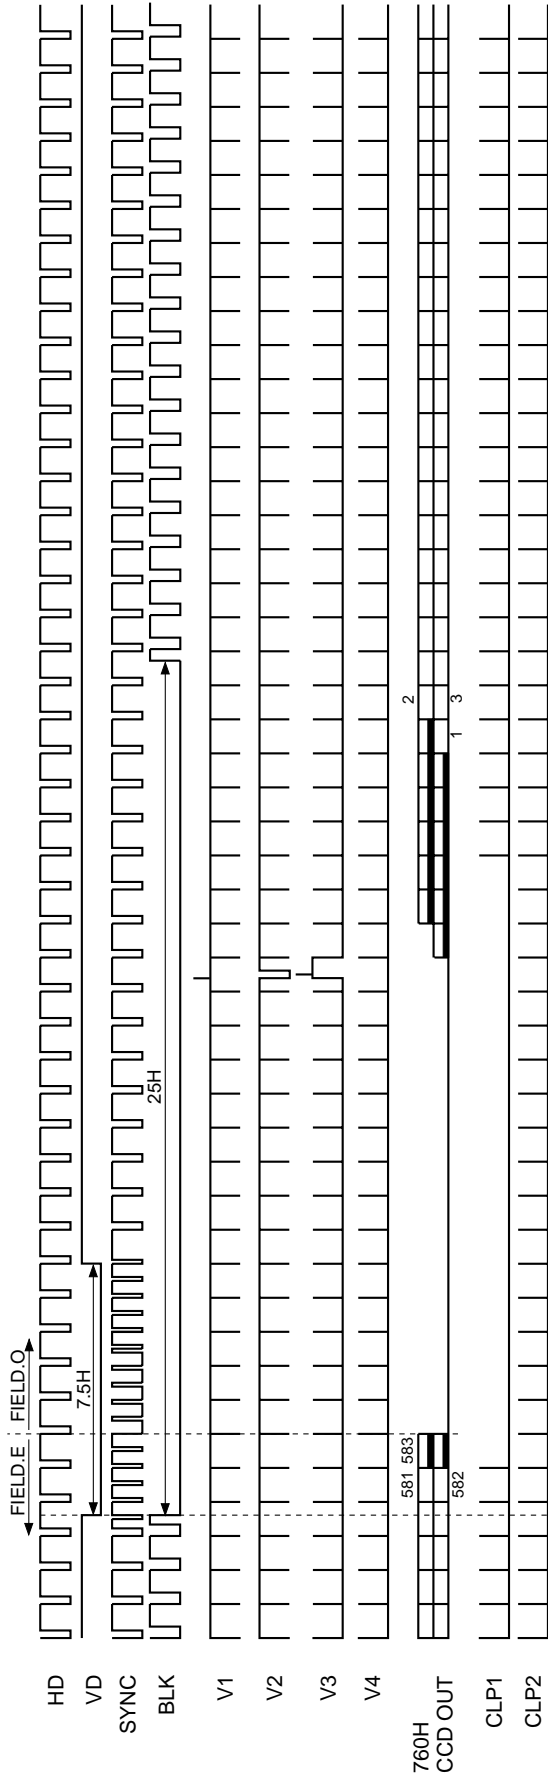 FIELD.E
FIELD.O
HD
VD
7.5H
SYNC
BLK
25H
V1
V2
V3
V4
581 583
2
760H
CCD OUT
582
1
3
CLP1
CLP2